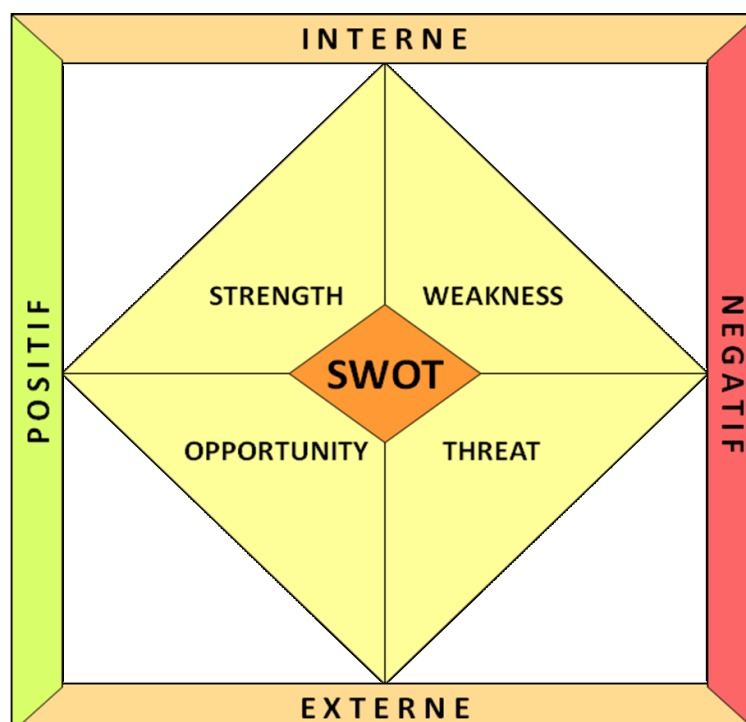 INTERNE
STRENGTH
WEAKNESS
POSITIF
SWOT
NEGATIF
OPPORTUNITY
THREAT
EXTERNE